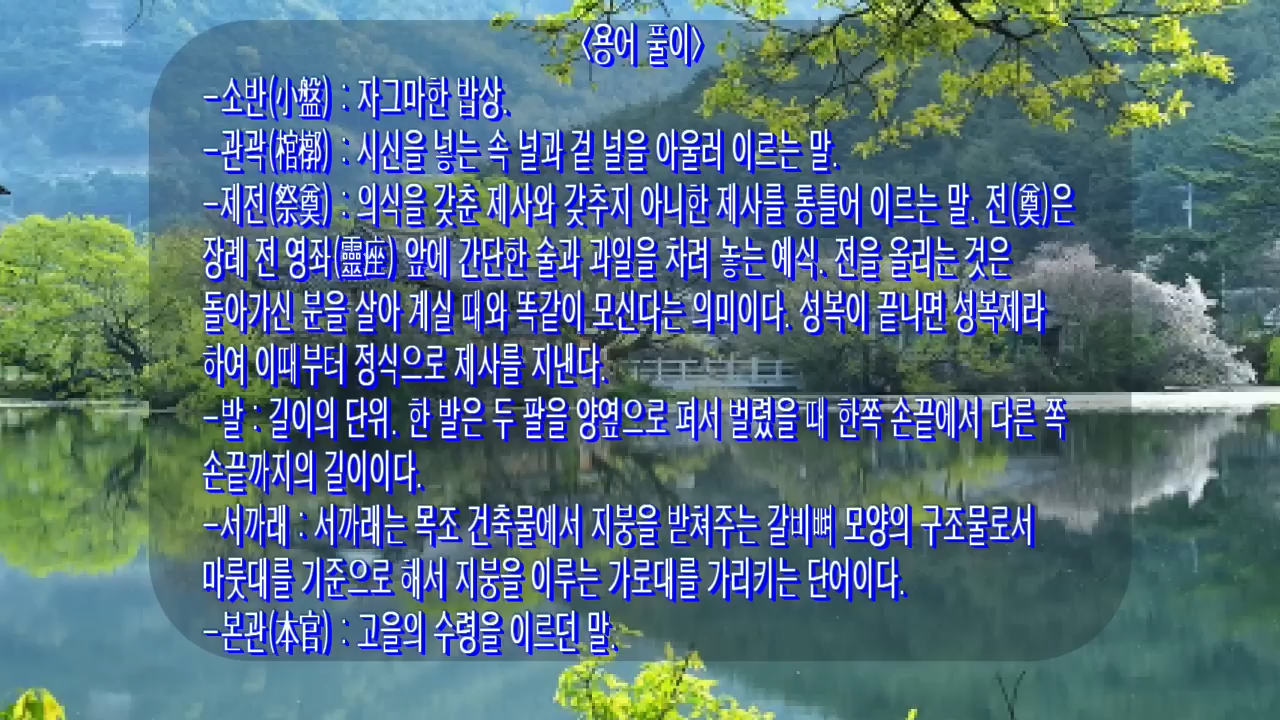 <용어 풀이>
-소반(小盤) : 자그마한 밥상.
-관곽(棺槨) : 시신을 넣는 속 널과 겉 널을 아울러 이르는 말.
-제전(祭奠) : 의식을 갖춘 제사와 갖추지 아니한 제사를 통틀어 이르는 말. 전(奠)은
장례 전 영좌(靈座) 앞에 간단한 술과 과일을 차려 놓는 예식. 전을 올리는 것은
돌아가신 분을 살아 계실 때와 똑같이 모신다는 의미이다. 성복이 끝나면 성복제라
하여 이때부터 정식으로 제사를 지낸다.
-발 : 길이의 단위. 한 발은 두 팔을 양옆으로 펴서 벌렸을 때 한쪽 손끝에서 다른 쪽
손끝까지의 길이이다.
-서까래 : 서까래는 목조 건축물에서 지붕을 받쳐주는 갈비뼈 모양의 구조물로서
마룻대를 기준으로 해서 지붕을 이루는 가로대를 가리키는 단어이다.
-본관(本官) : 고을의 수령을 이르던 말.